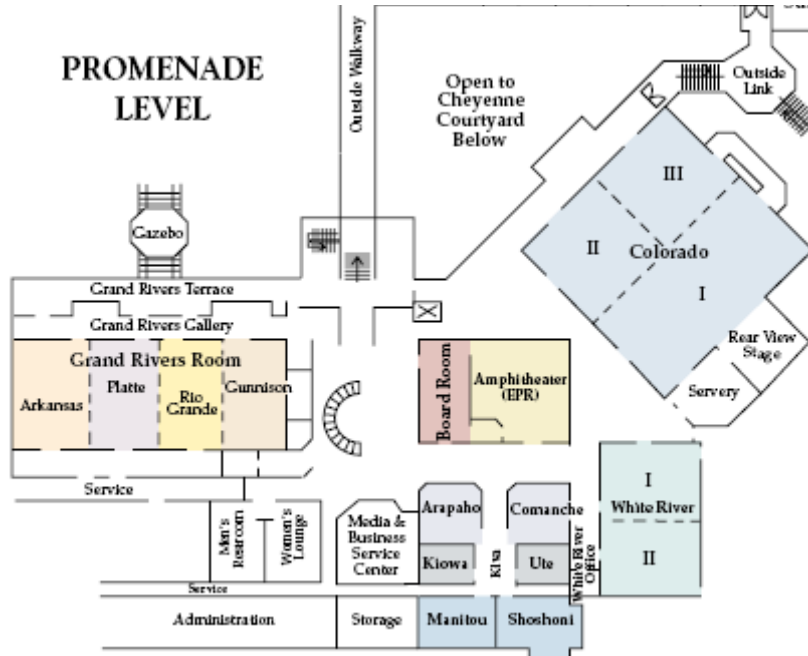 PROMENADE
LEVEL
Outside Walkway
Open to
Cheyenne
Courtyard
Below
Outside
Link
Gazebo
III
II
Colorado
I
Grand Rivers Terrace
Grand Rivers Gallery
Grand Rivers Room
Arkansas
Platte
Rio
Grande
Gunnison
Board Room
Amphitheater
(EPR)
Rear View
Stage
Servery
Service
Men's
Restroom
Women's
Lounge
Media &
Business
Service
Center
Arapaho
Comanche
Kiowa
Kiva
Ute
White River
Office
I
White River
II
Service
Administration
Storage
Manitou
Shoshoni